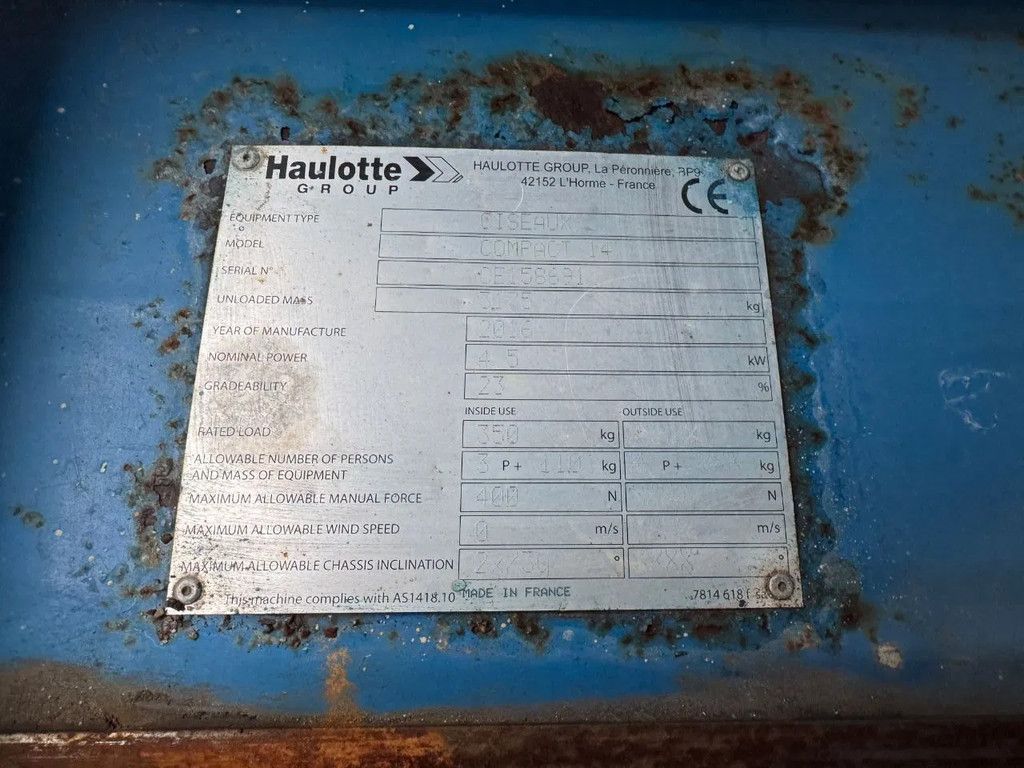 Haulotte
GROUP
HAULOTTE GROUP, La Péronnière, BP9
42152 L'Horme - France
CE
EQUIPMENT TYPE CISEAUX
MODEL COMPACT 14
SERIAL N°
UNLOADED MASS kg
YEAR OF MANUFACTURE 2016
NOMINAL POWER 4.5 kW
GRADEABILITY 23 %
INSIDE USE OUTSIDE USE
RATED LOAD 350 kg kg
ALLOWABLE NUMBER OF PERSONS
AND MASS OF EQUIPMENT 3 P + 110 kg P + kg
MAXIMUM ALLOWABLE MANUAL FORCE 400 N N
MAXIMUM ALLOWABLE WIND SPEED 0 m/s m/s
MAXIMUM ALLOWABLE CHASSIS INCLINATION ° °
This machine complies with AS1418.10 MADE IN FRANCE 7814 618